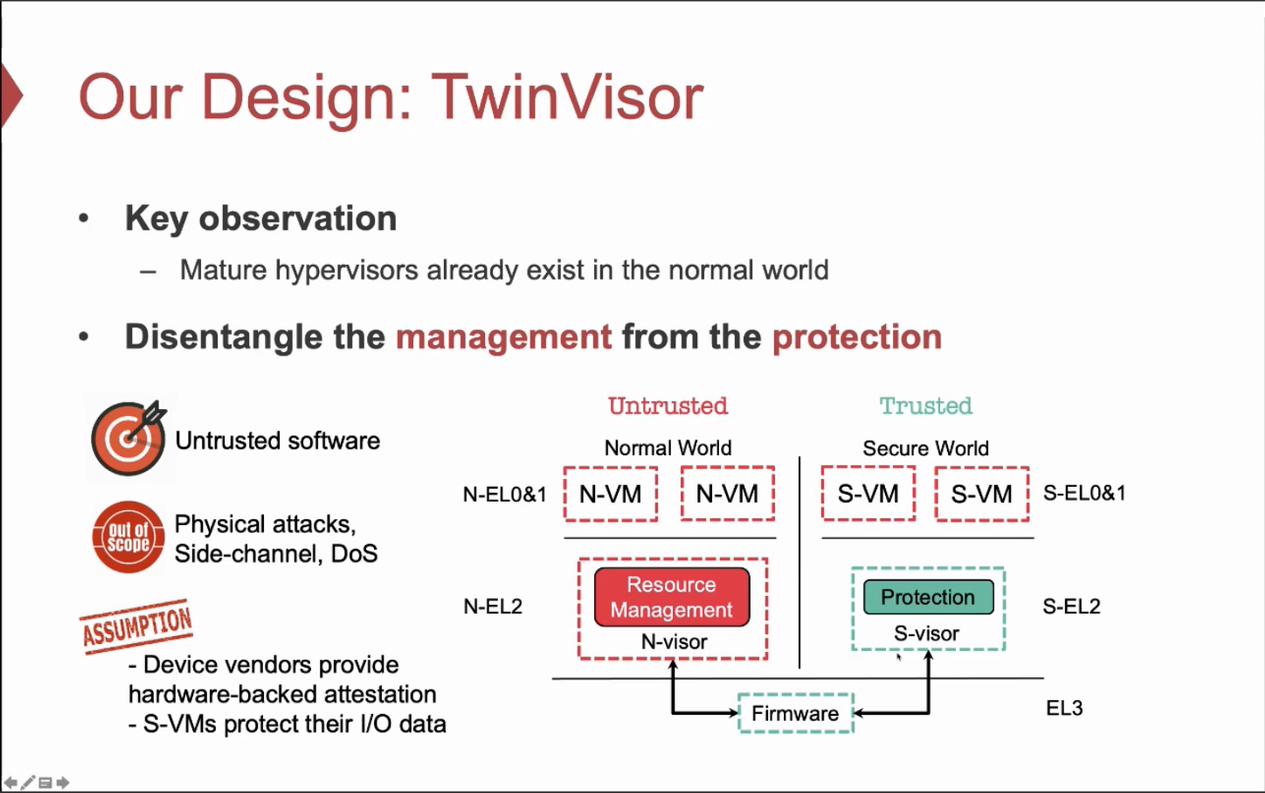 Our Design: TwinVisor
• Key observation
– Mature hypervisors already exist in the normal world
• Disentangle the management from the protection
Untrusted software
out of
scope
Physical attacks,
Side-channel, DoS
ASSUMPTION
- Device vendors provide
hardware-backed attestation
- S-VMs protect their I/O data
Untrusted Trusted
Normal World Secure World
N-EL0&1 N-VM N-VM S-VM S-VM S-EL0&1
Resource
Management
N-visor
N-EL2
Protection
S-visor
S-EL2
Firmware
EL3